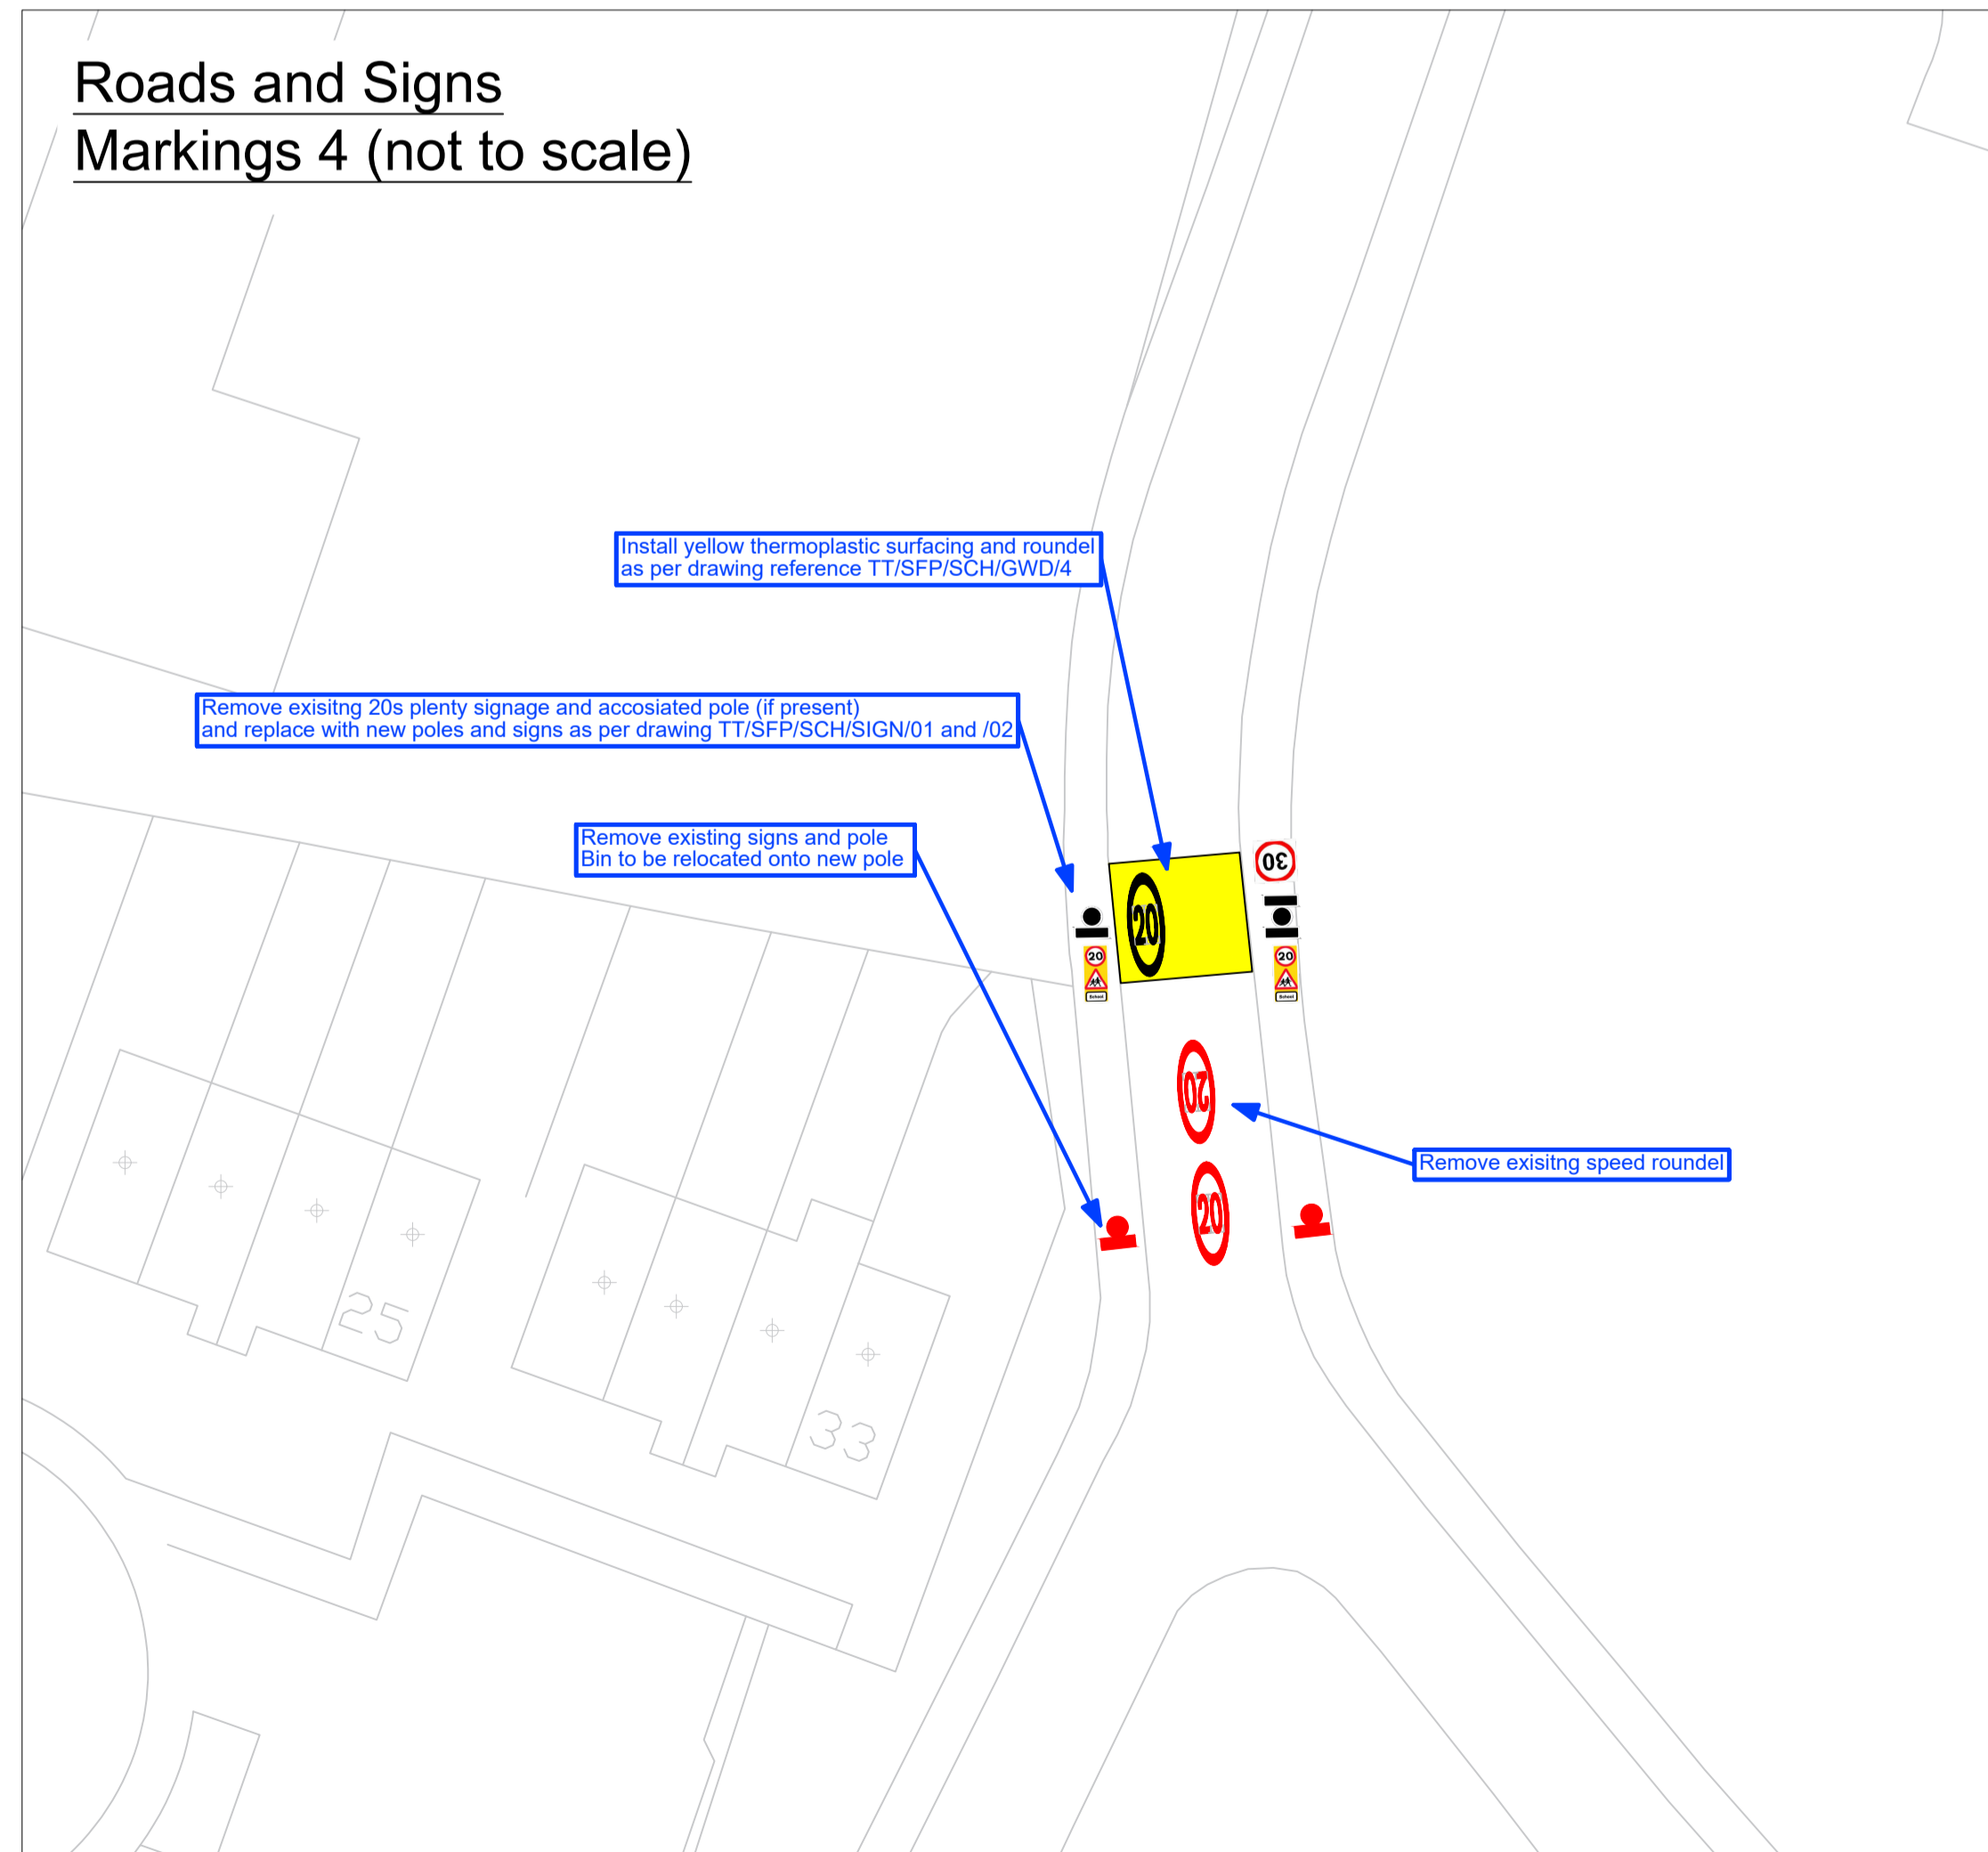 Roads and Signs
Markings 4 (not to scale)
Install yellow thermoplastic surfacing and roundel
as per drawing reference TT/SFP/SCH/GWD/4
Remove exisitng 20s plenty signage and accosiated pole (if present)
and replace with new poles and signs as per drawing TT/SFP/SCH/SIGN/01 and /02
Remove existing signs and pole
Bin to be relocated onto new pole
30
20
20
School
20
School
20
Remove exisitng speed roundel
20
25
33